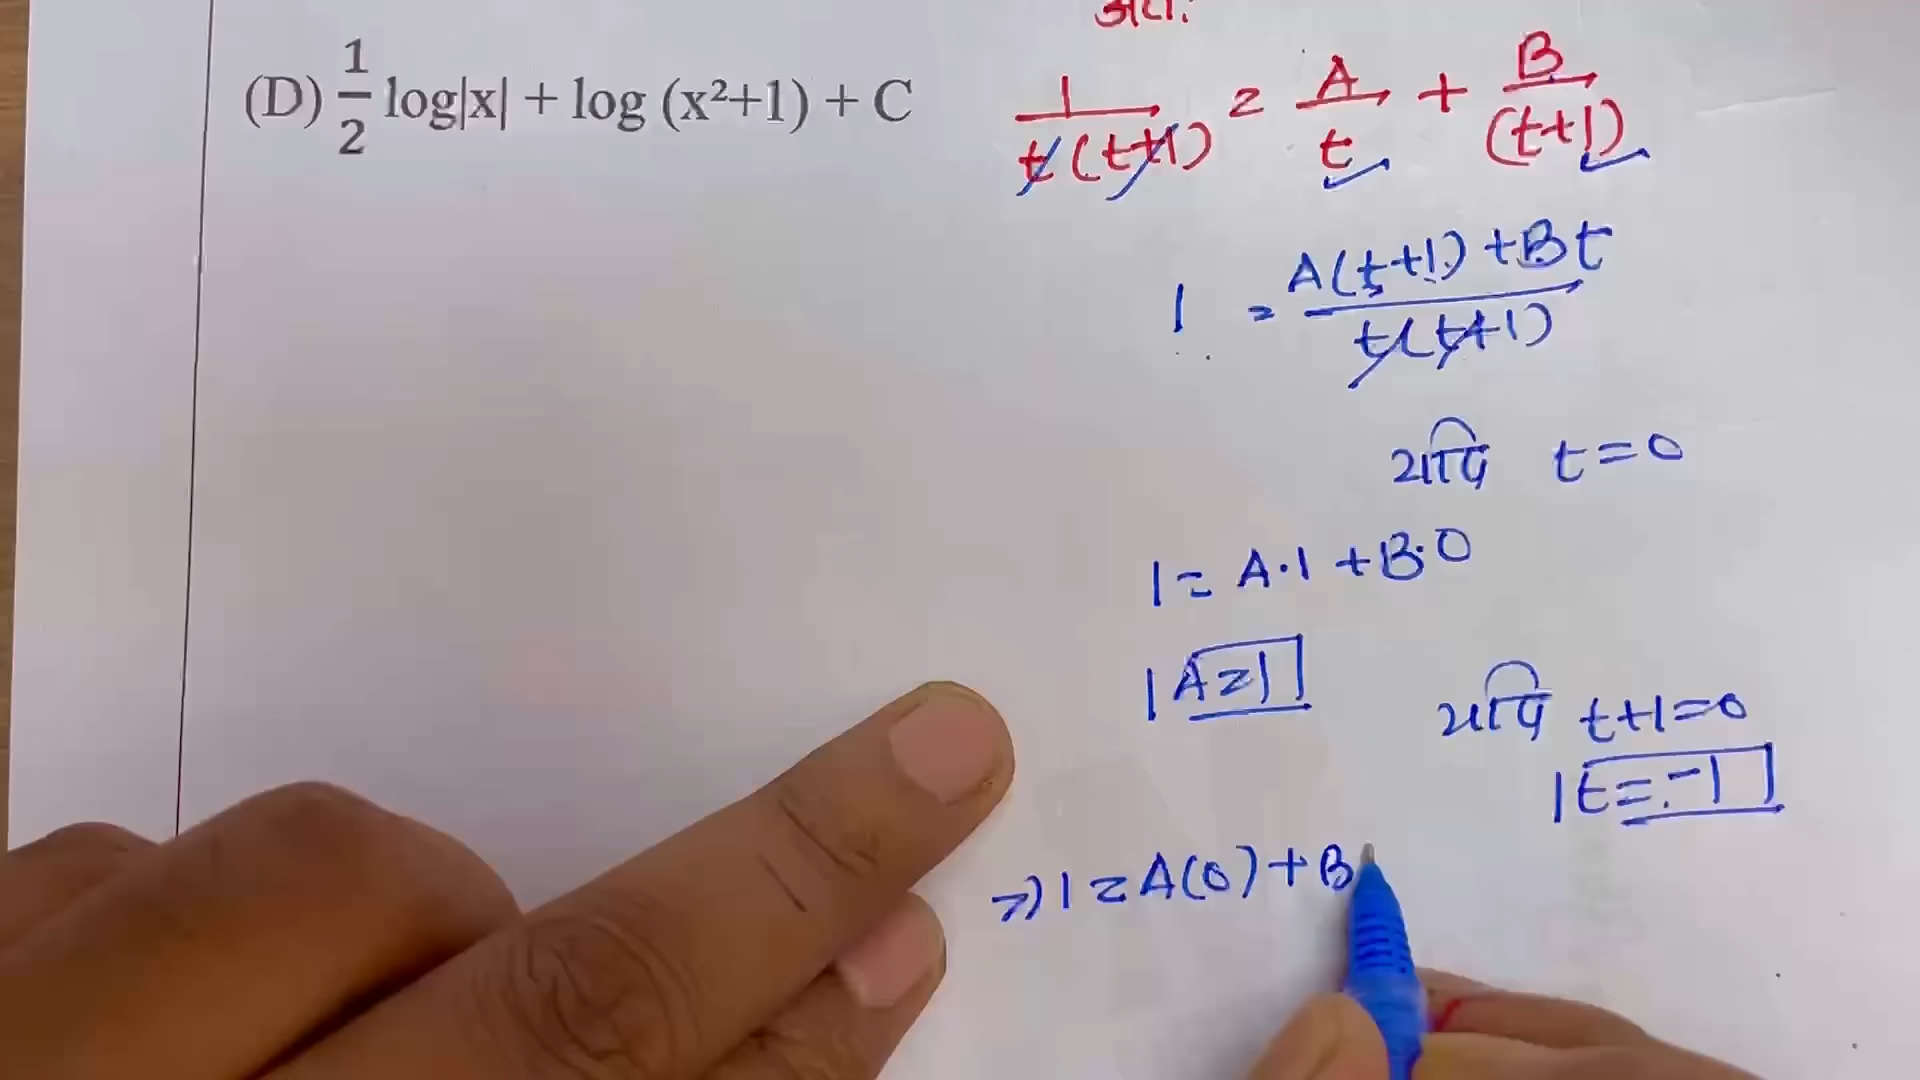 अतः
(D) 1/2 log|x| + log (x²+1) + C
1/t(t+1) = A/t + B/(t+1)
1 = A(t+1) + Bt/t(t+1)
यदि t=0
1 = A·1 + B·0
A=1
यदि t+1=0
t=-1
=> 1 = A(0) + B